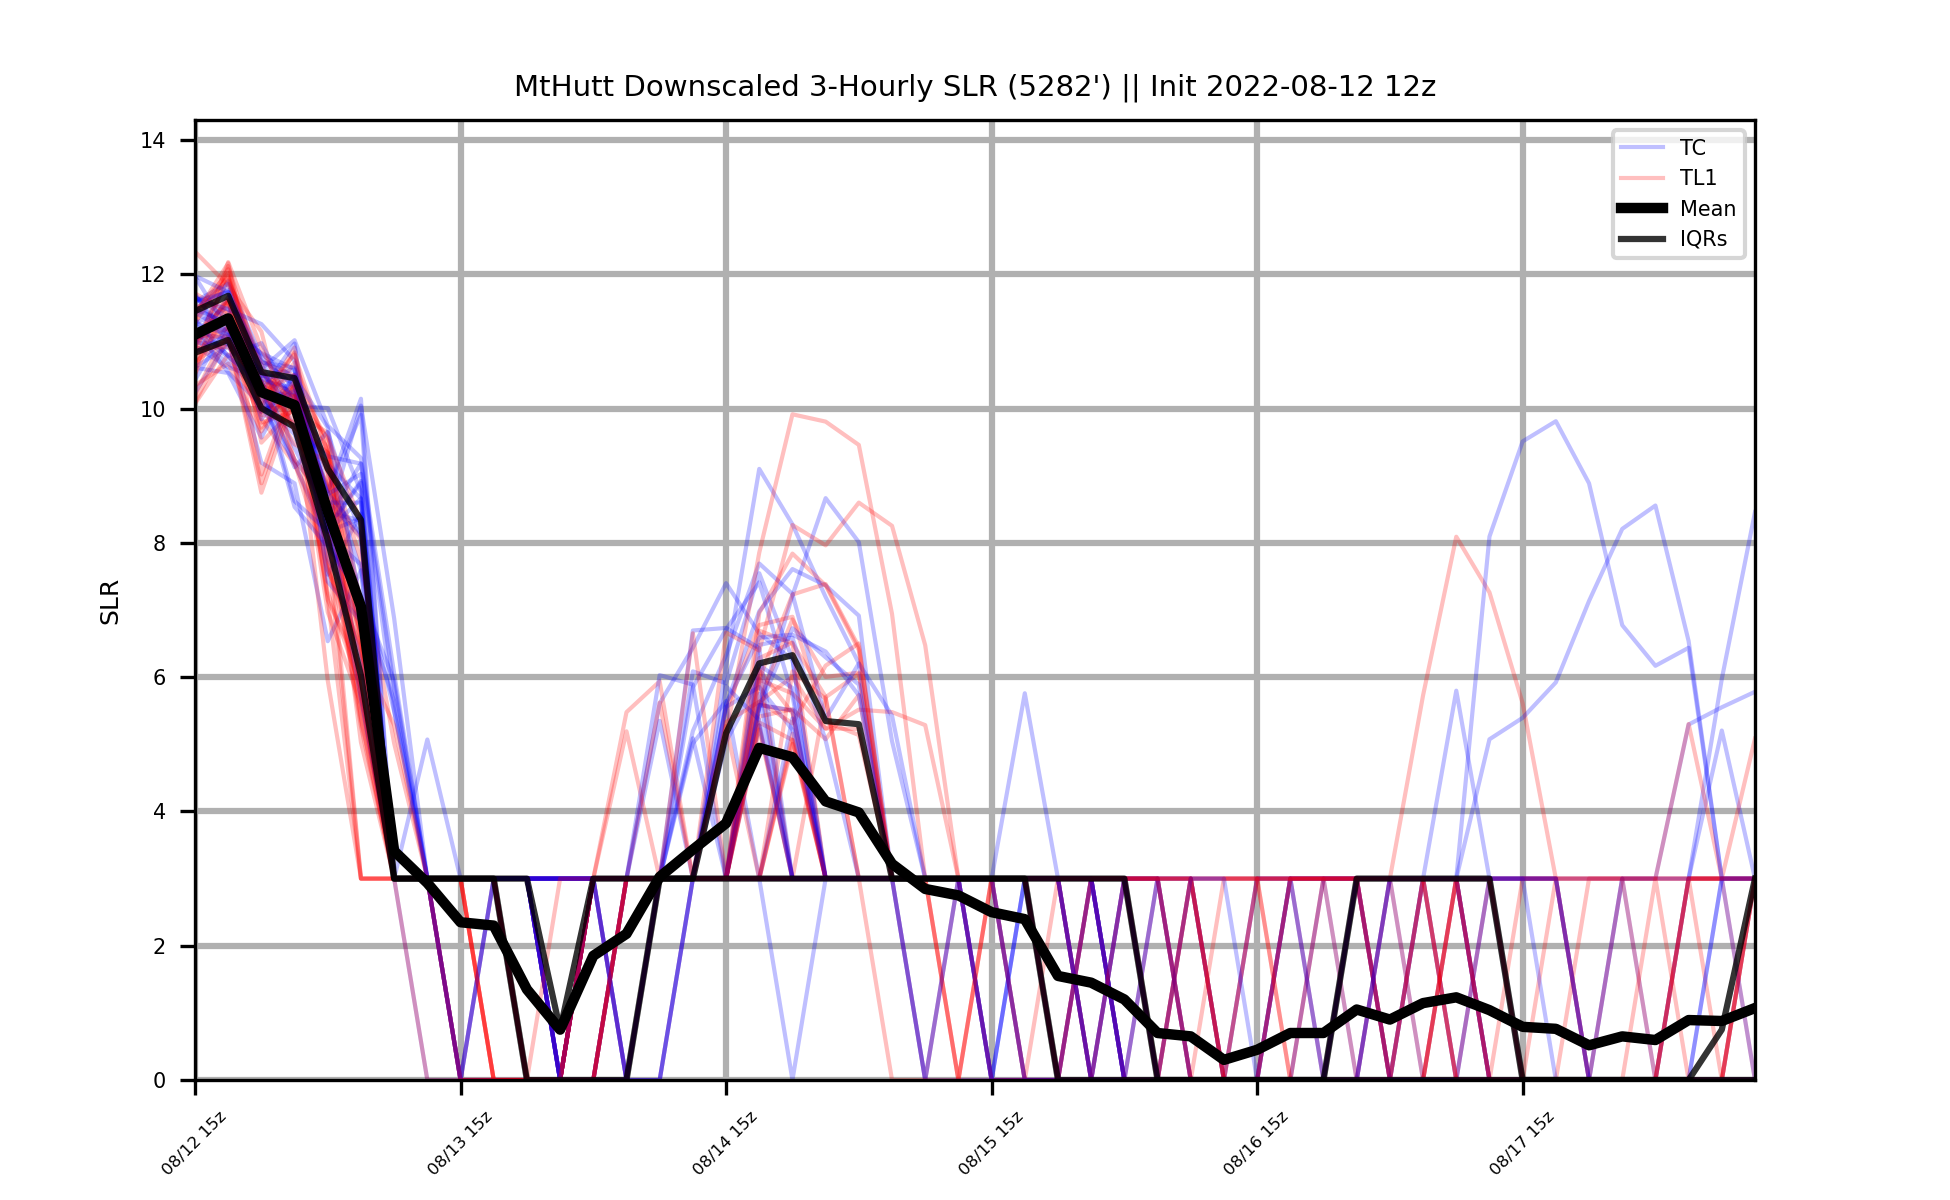 MtHutt Downscaled 3-Hourly SLR (5282') || Init 2022-08-12 12z
TC
TL1
Mean
IQRs
SLR
14
12
10
8
6
4
2
0
08/12 15z
08/13 15z
08/14 15z
08/15 15z
08/16 15z
08/17 15z